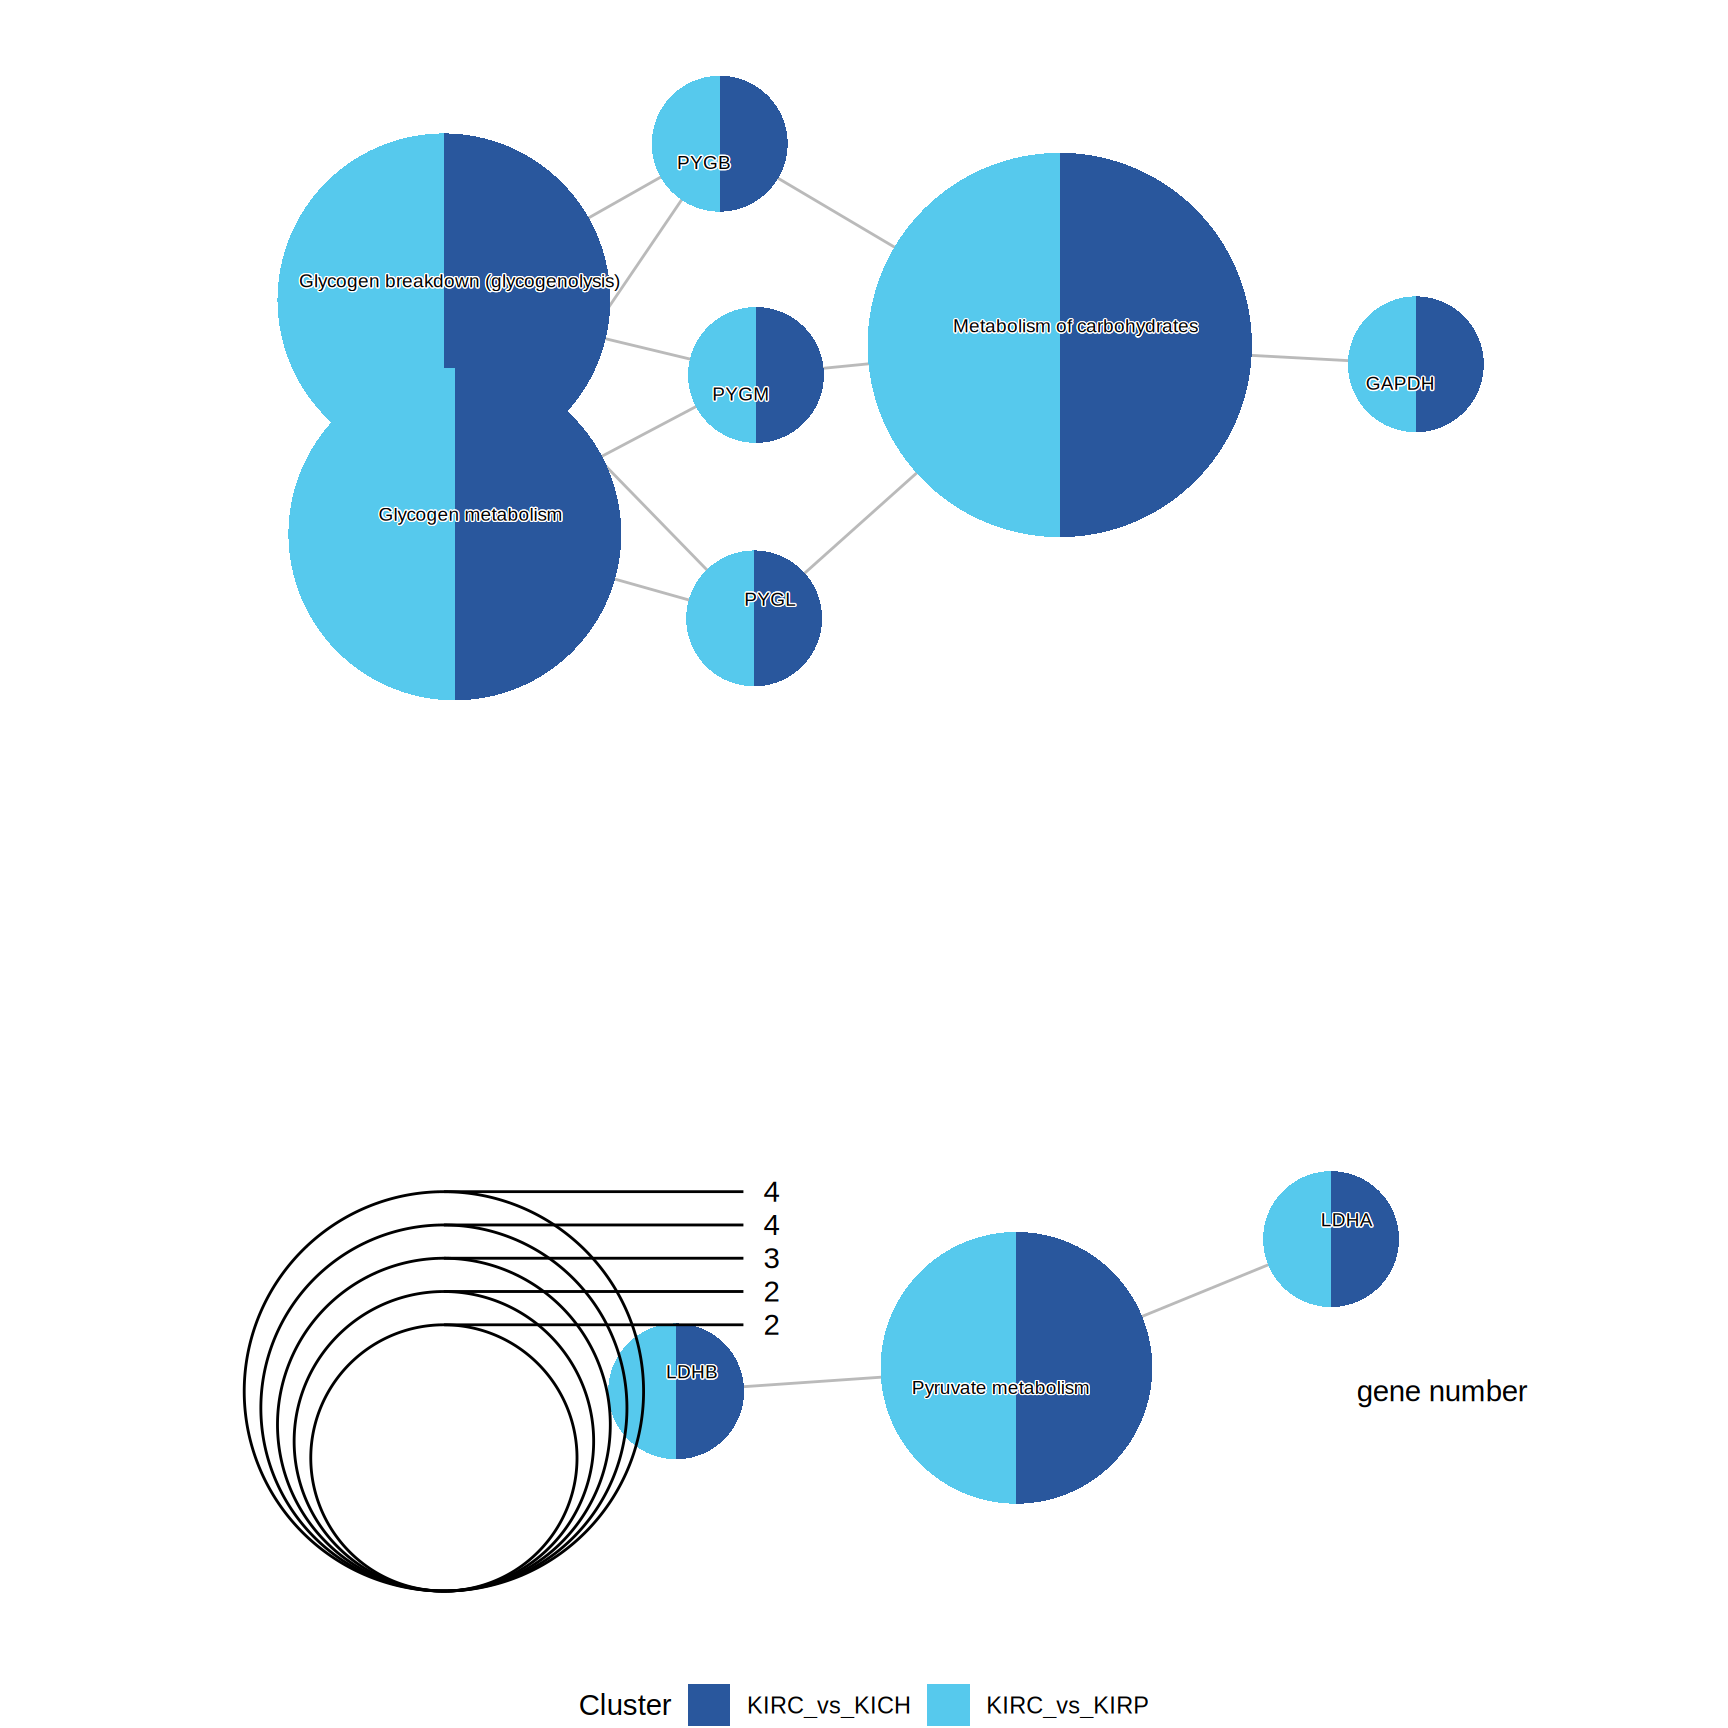 PYGB
Glycogen breakdown (glycogenolysis)
Metabolism of carbohydrates
PYGM
GAPDH
Glycogen metabolism
PYGL
4
4
3
2
2
LDHA
LDHB
Pyruvate metabolism
gene number
Cluster KIRC_vs_KICH KIRC_vs_KIRP